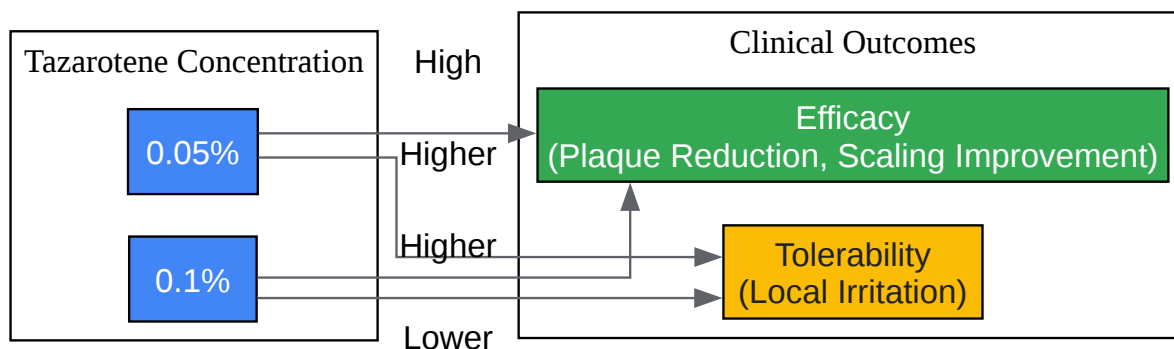 Tazarotene Concentration
0.05%
0.1%
High
Higher
Higher
Lower
Clinical Outcomes
Efficacy
(Plaque Reduction, Scaling Improvement)
Tolerability
(Local Irritation)